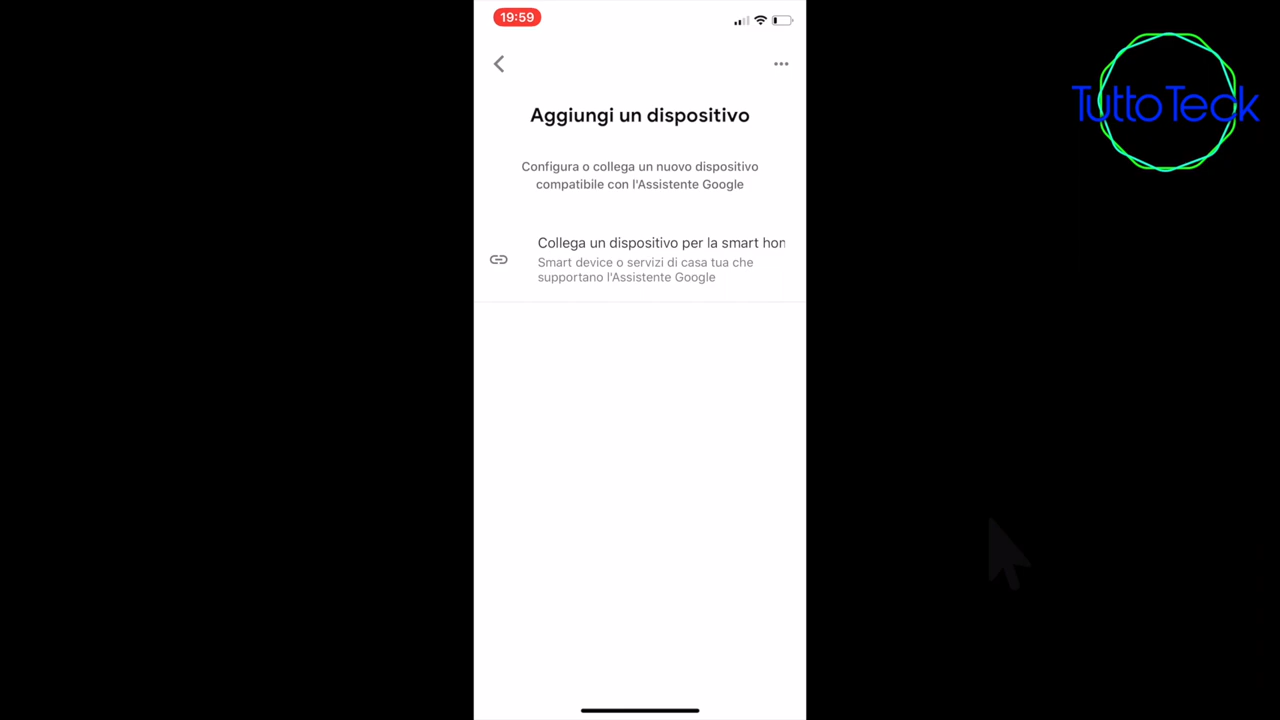 19:59
TuttoTeck
Aggiungi un dispositivo
Configura o collega un nuovo dispositivo
compatibile con l'Assistente Google
Collega un dispositivo per la smart hon
Smart device o servizi di casa tua che
supportano l'Assistente Google